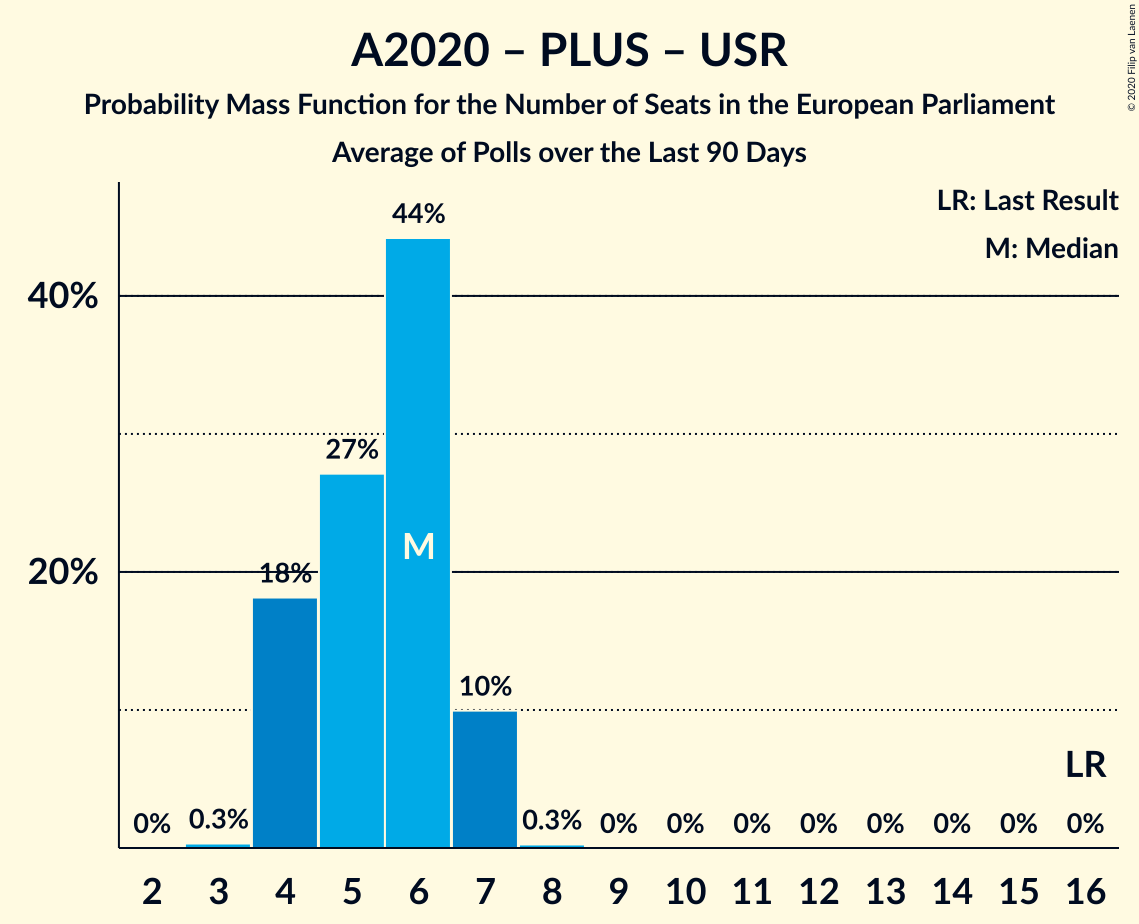 A2020 – PLUS – USR
Probability Mass Function for the Number of Seats in the European Parliament
Average of Polls over the Last 90 Days
© 2020 Filip van Laenen
LR: Last Result
M: Median
44%
40%
27%
M
20%
18%
10%
LR
0% 0.3% 0.3% 0% 0% 0% 0% 0% 0% 0% 0%
2 3 4 5 6 7 8 9 10 11 12 13 14 15 16